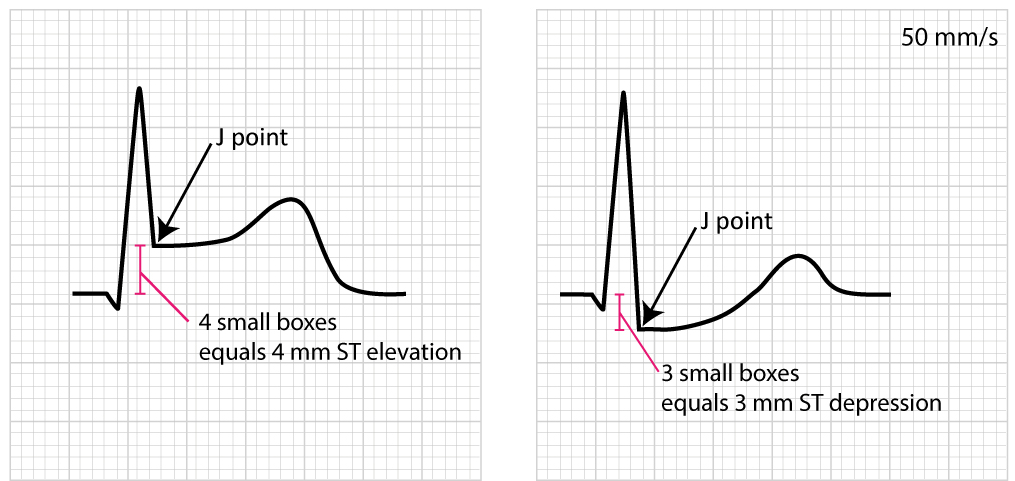 J point
4 small boxes
equals 4 mm ST elevation
50 mm/s
J point
3 small boxes
equals 3 mm ST depression